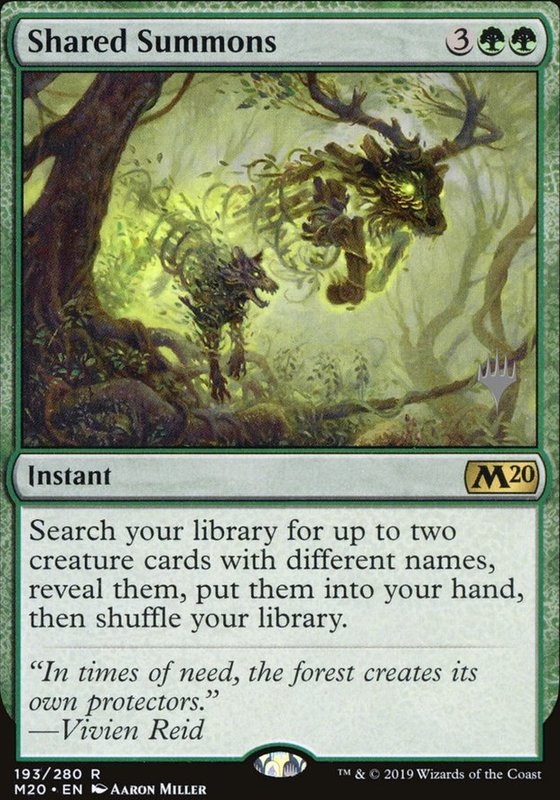 Shared Summons 3
Instant M20
Search your library for up to two
creature cards with different names,
reveal them, put them into your hand,
then shuffle your library.
“In times of need, the forest creates its
own protectors.”
—Vivien Reid
193/280 R
M20 • EN AARON MILLER
™ & © 2019 Wizards of the Coast